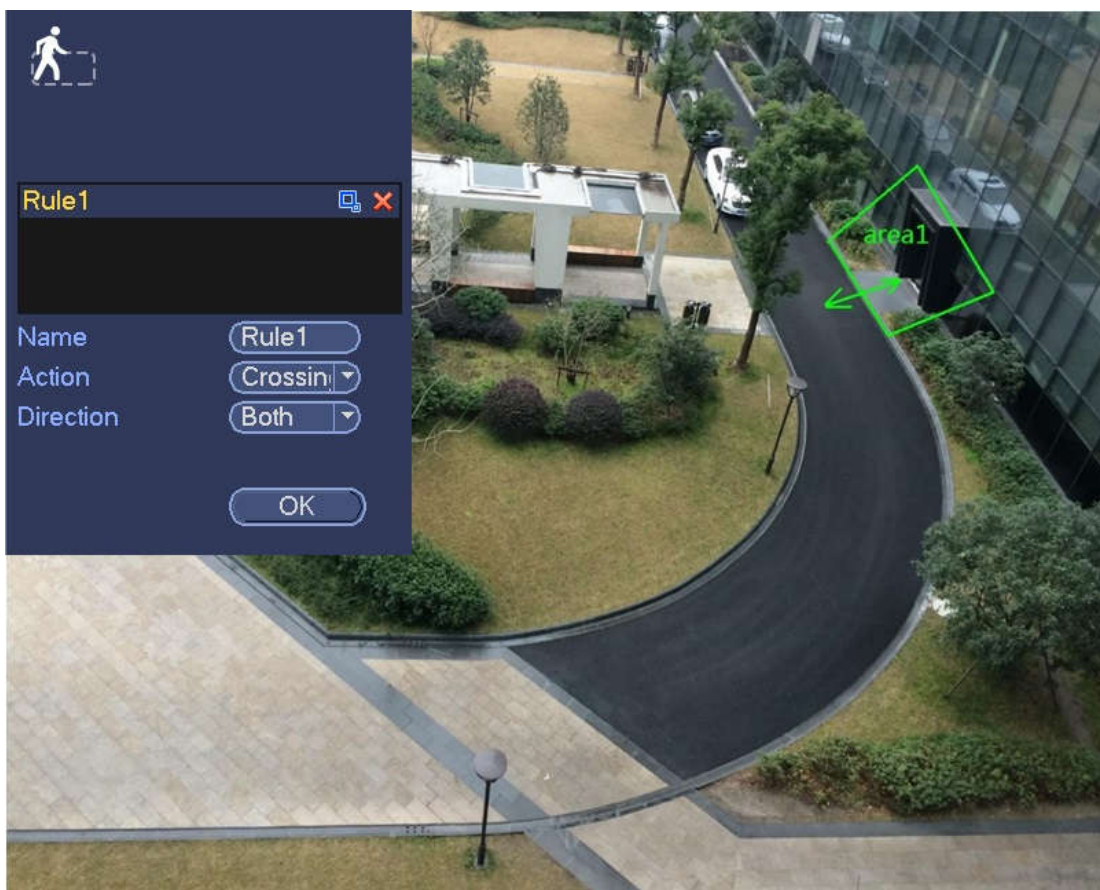 Rule1
Name Rule1
Action Crossin
Direction Both
OK
area1